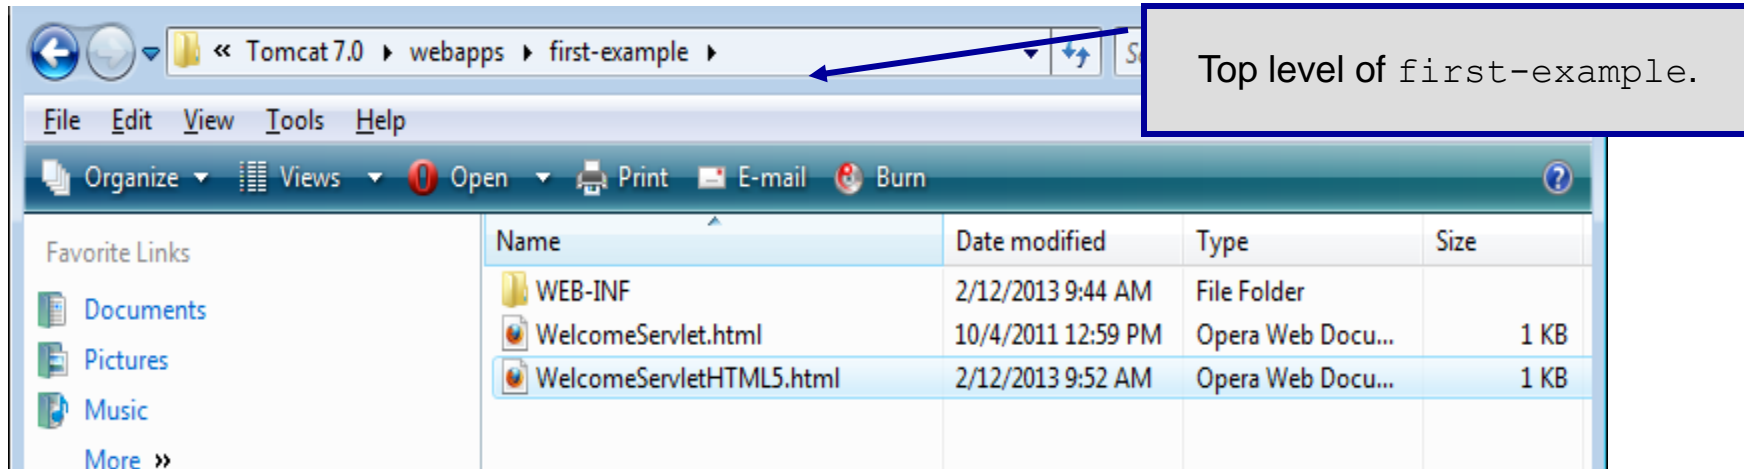 « Tomcat 7.0 ▸ webapps ▸ first-example ▸
Top level of first-example.
File Edit View Tools Help
Organize Views Open Print E-mail Burn
Favorite Links
Documents
Pictures
Music
More »
Name Date modified Type Size
WEB-INF 2/12/2013 9:44 AM File Folder
WelcomeServlet.html 10/4/2011 12:59 PM Opera Web Docu... 1 KB
WelcomeServletHTML5.html 2/12/2013 9:52 AM Opera Web Docu... 1 KB